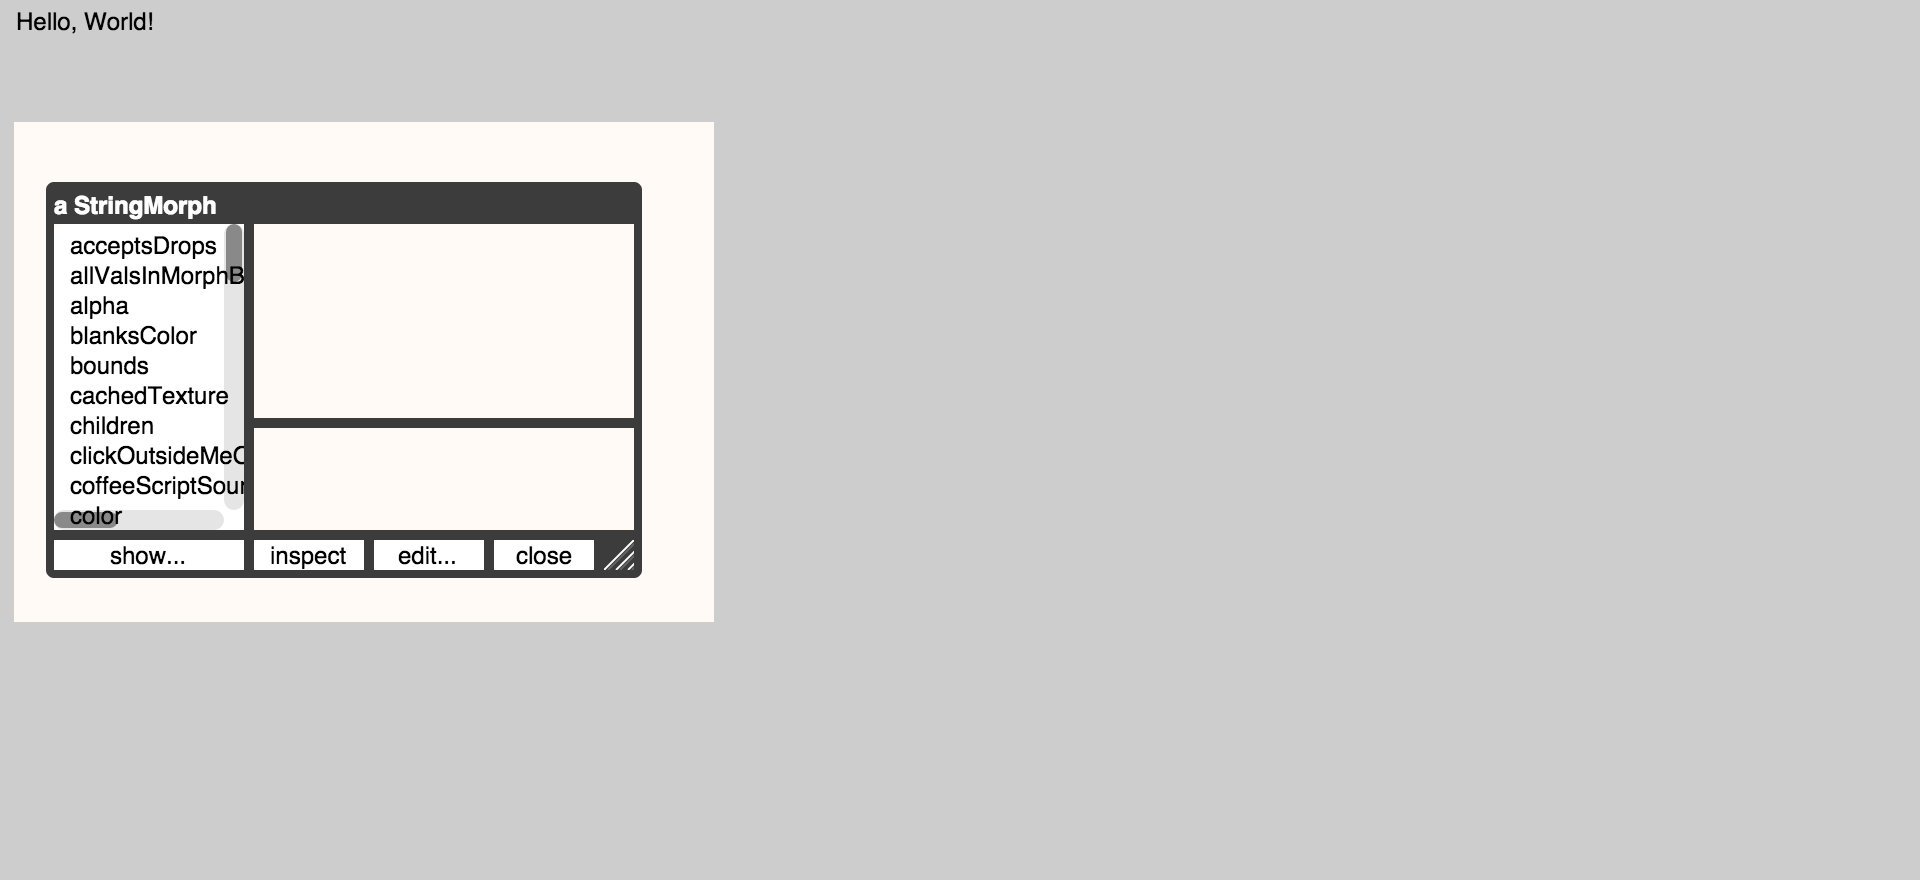 Hello, World!
a StringMorph
acceptsDrops
allValsInMorphB
alpha
blanksColor
bounds
cachedTexture
children
clickOutsideMeC
coffeeScriptSour
color
show...
inspect
edit...
close